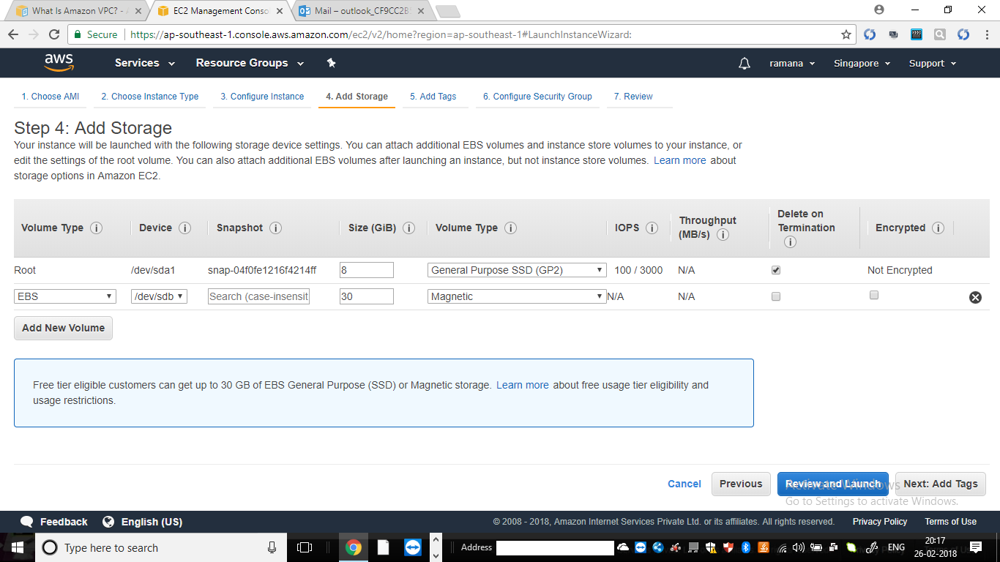 What Is Amazon VPC? - A
EC2 Management Conso
Mail – outlook_CF9CC2B
Secure
https://ap-southeast-1.console.aws.amazon.com/ec2/v2/home?region=ap-southeast-1#LaunchInstanceWizard:
aws
Services
Resource Groups
ramana
Singapore
Support
1. Choose AMI
2. Choose Instance Type
3. Configure Instance
4. Add Storage
5. Add Tags
6. Configure Security Group
7. Review
Step 4: Add Storage
Your instance will be launched with the following storage device settings. You can attach additional EBS volumes and instance store volumes to your instance, or
edit the settings of the root volume. You can also attach additional EBS volumes after launching an instance, but not instance store volumes. Learn more about
storage options in Amazon EC2.
Volume Type
Device
Snapshot
Size (GiB)
Volume Type
IOPS
Throughput
(MB/s)
Delete on
Termination
Encrypted
Root /dev/sda1 snap-04f0fe1216f4214ff 8 General Purpose SSD (GP2) 100 / 3000 N/A Not Encrypted
EBS /dev/sdb Search (case-insensit 30 Magnetic N/A N/A
Add New Volume
Free tier eligible customers can get up to 30 GB of EBS General Purpose (SSD) or Magnetic storage. Learn more about free usage tier eligibility and
usage restrictions.
Cancel
Previous
Review and Launch
Next: Add Tags
Activate Windows
Go to Settings to activate Windows.
Feedback
English (US)
© 2008 - 2018, Amazon Internet Services Private Ltd. or its affiliates. All rights reserved.
Privacy Policy
Terms of Use
Type here to search
Address
ENG
20:17
26-02-2018